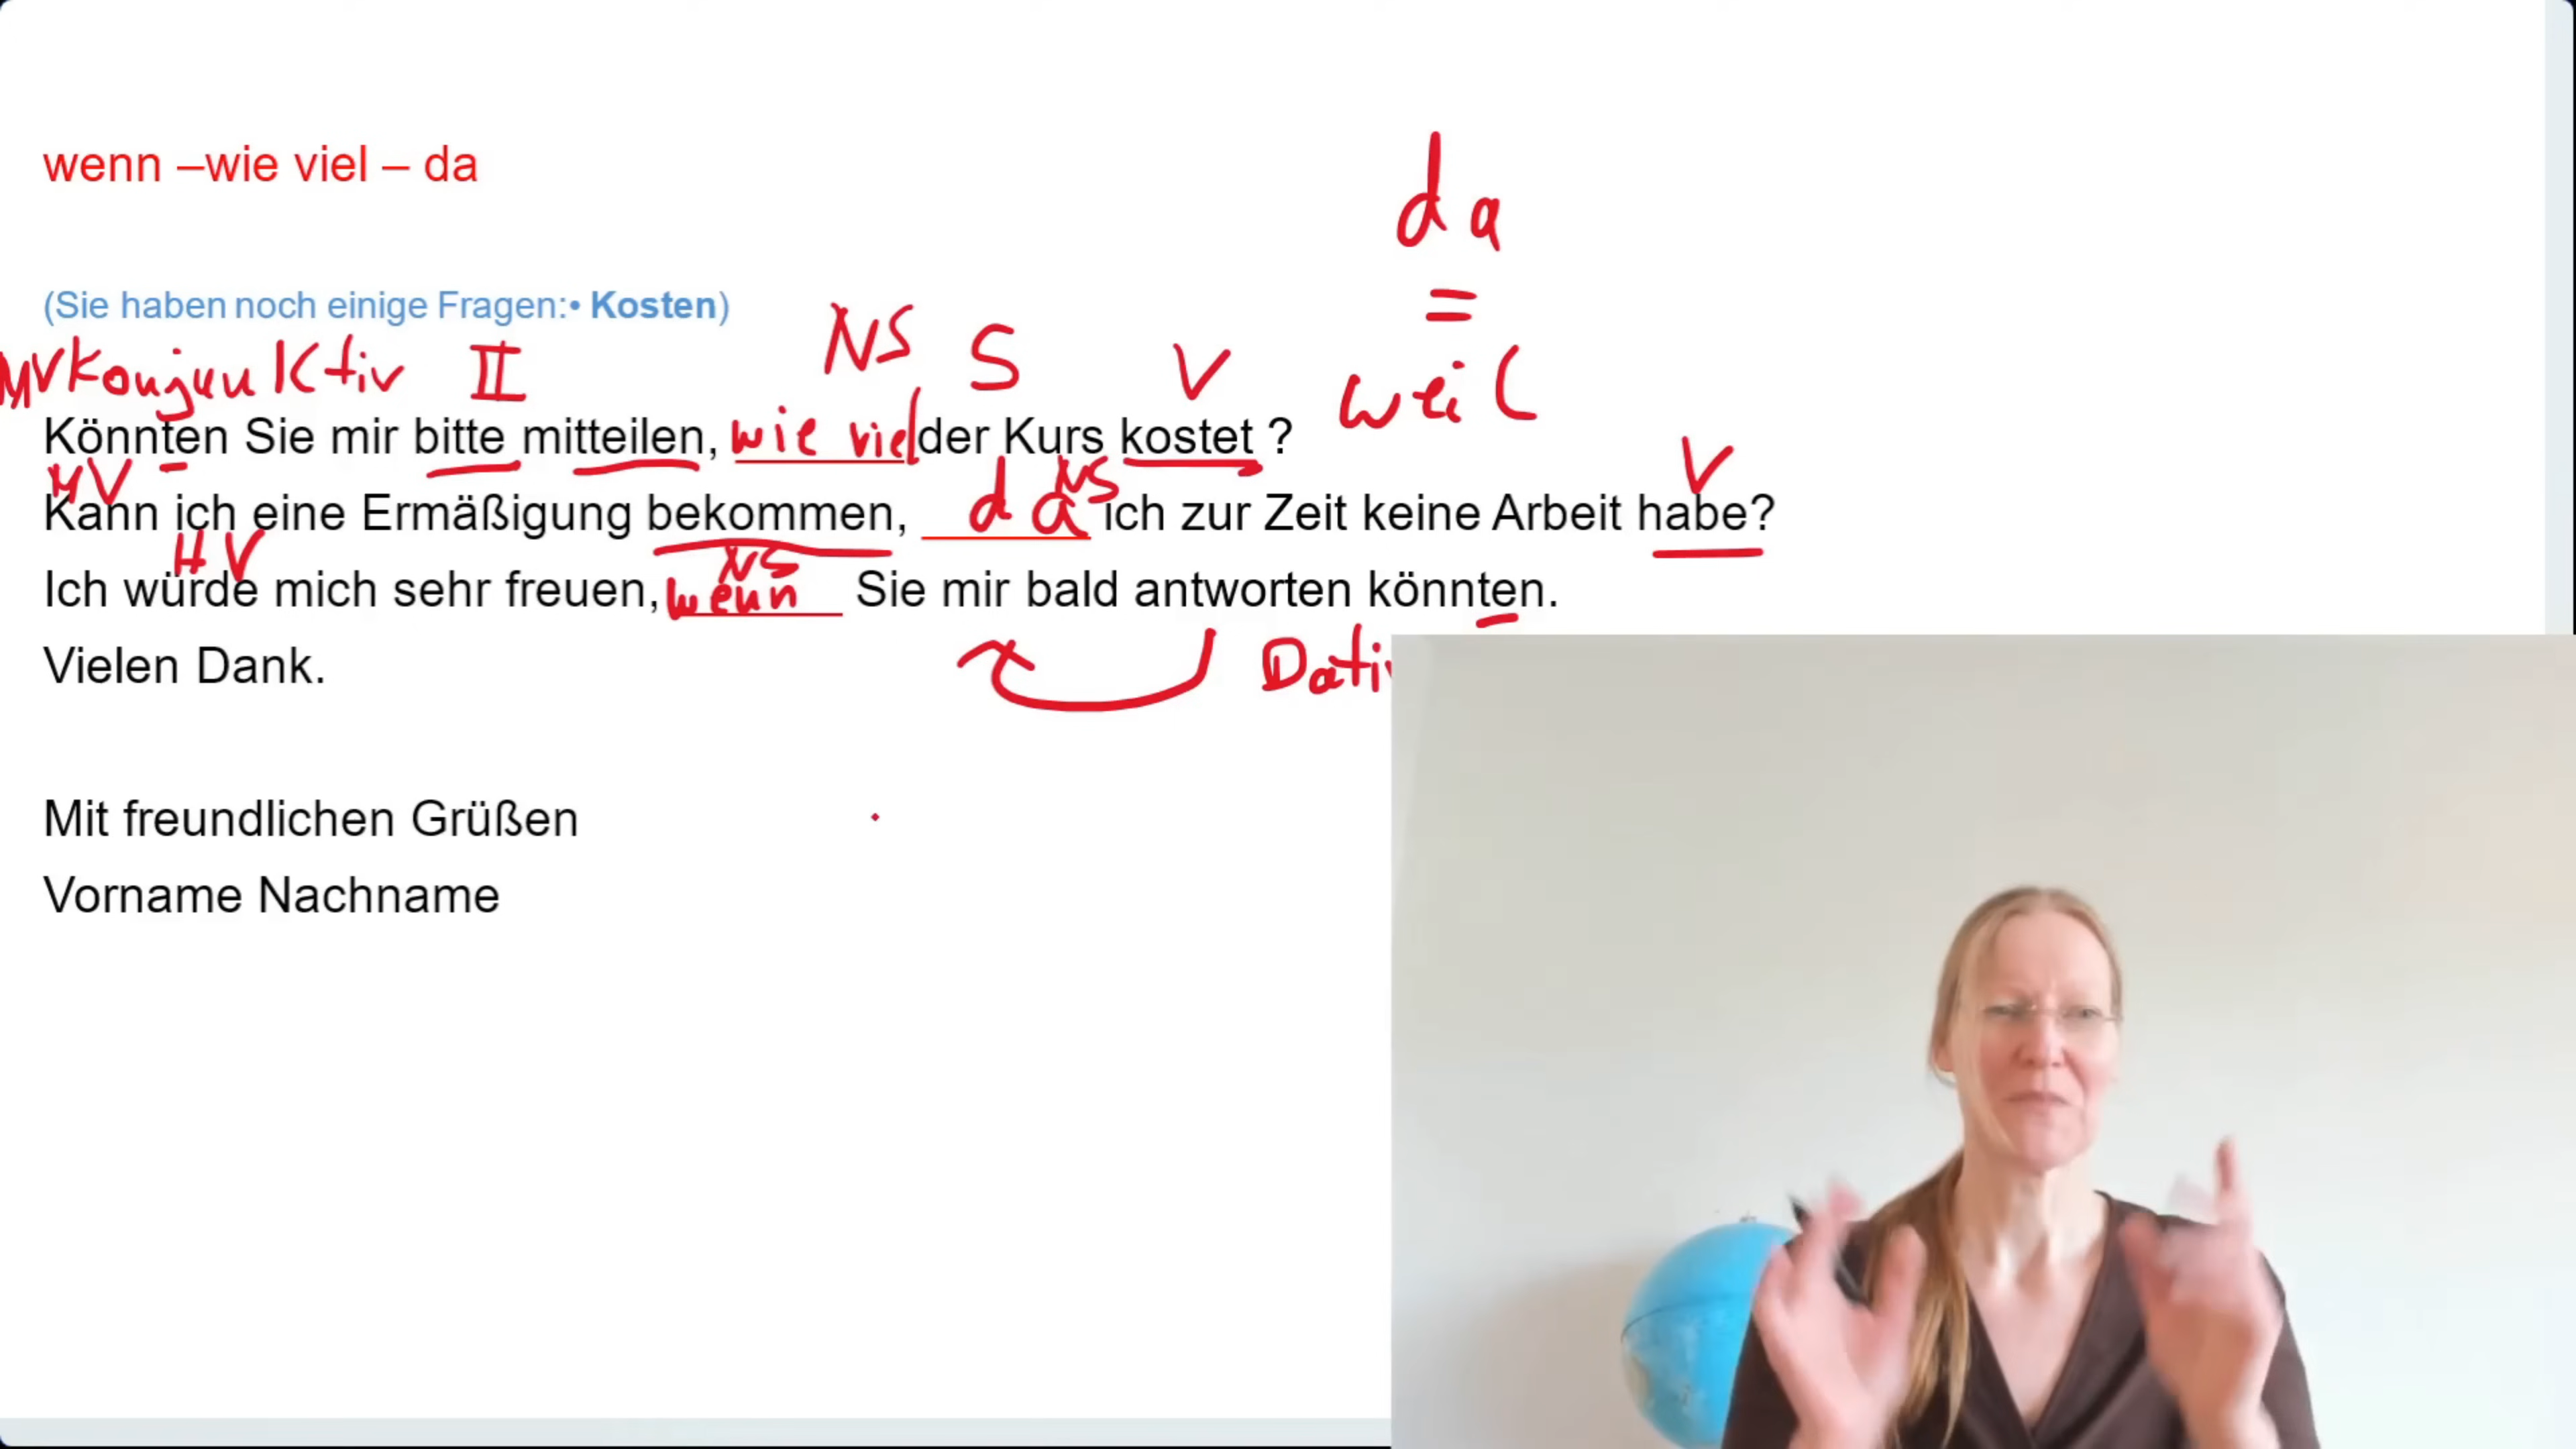 wenn –wie viel – da
da
=
weil
(Sie haben noch einige Fragen:• Kosten)
NS S V
MV Konjunktiv II
Könnten Sie mir bitte mitteilen, wie viel der Kurs kostet ?
MV NS V
Kann ich eine Ermäßigung bekommen, da ich zur Zeit keine Arbeit habe?
HV NS
Ich würde mich sehr freuen, wenn Sie mir bald antworten könnten.
Vielen Dank.
Mit freundlichen Grüßen
Vorname Nachname